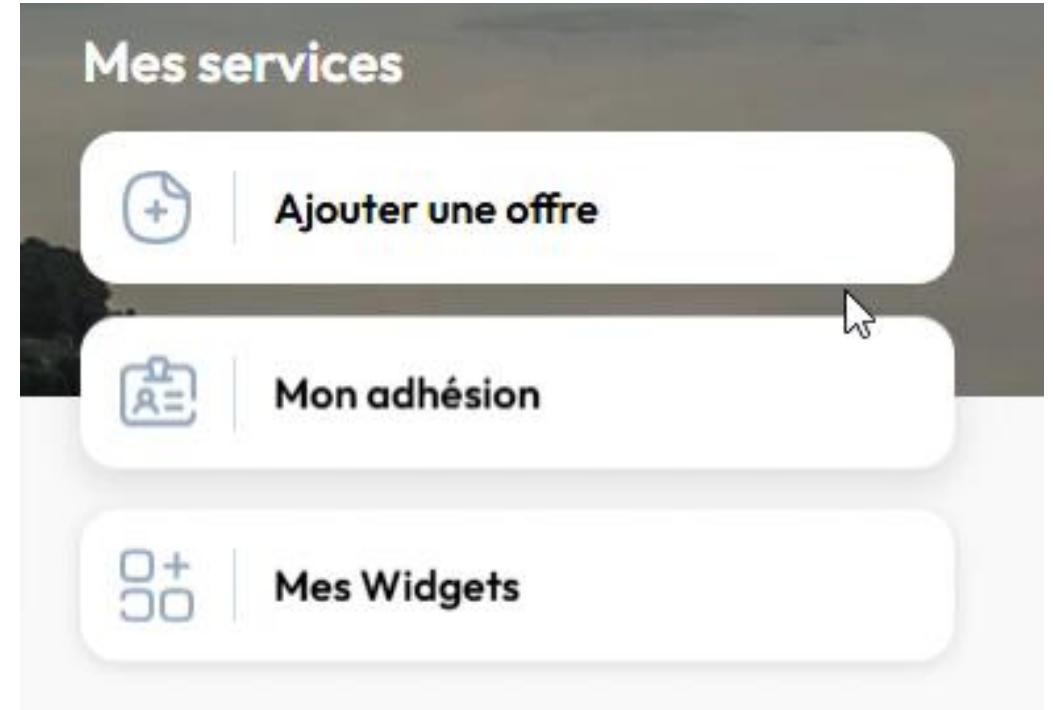 Mes services
Ajouter une offre
Mon adhésion
Mes Widgets